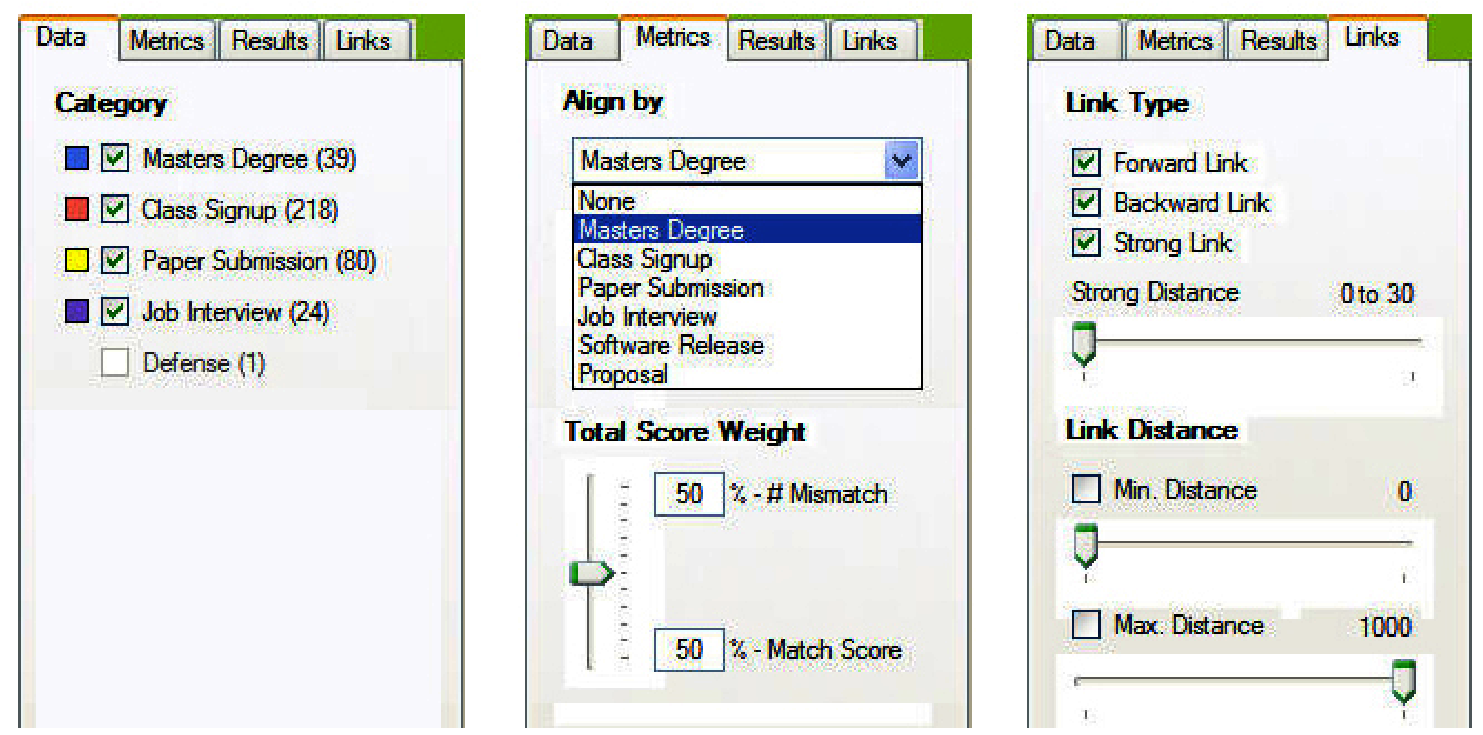 Data Metrics Results Links
Category
Masters Degree (39)
Class Signup (218)
Paper Submission (80)
Job Interview (24)
Defense (1)
Data Metrics Results Links
Align by
Masters Degree
None
Masters Degree
Class Signup
Paper Submission
Job Interview
Software Release
Proposal
Total Score Weight
50 % - # Mismatch
50 % - Match Score
Data Metrics Results Links
Link Type
Forward Link
Backward Link
Strong Link
Strong Distance 0 to 30
Link Distance
Min. Distance 0
Max. Distance 1000